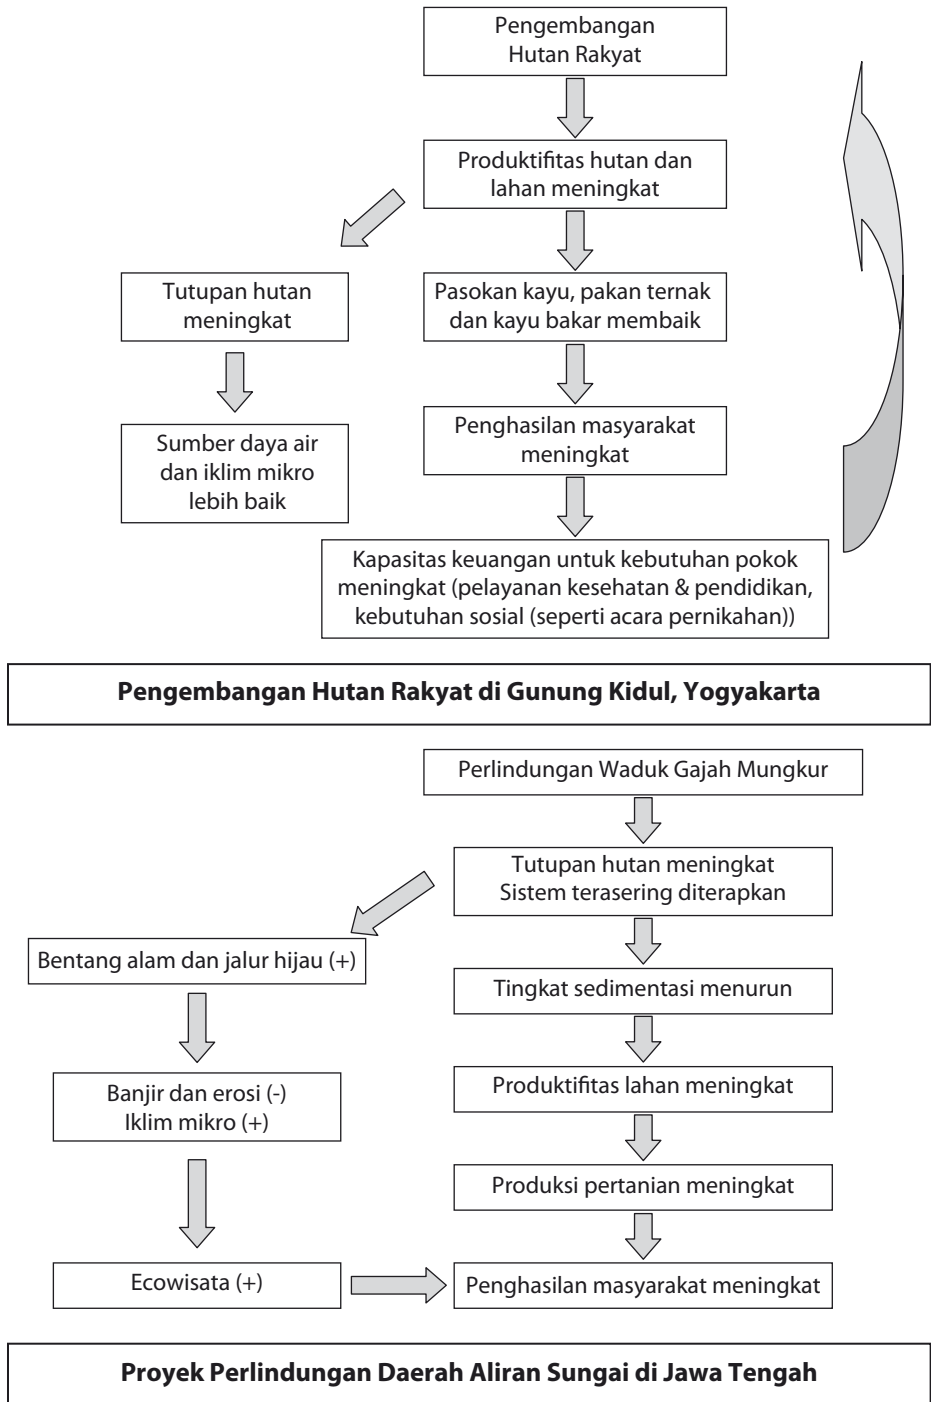 Pengembangan
Hutan Rakyat
Produktifitas hutan dan
lahan meningkat
Tutupan hutan
meningkat
Pasokan kayu, pakan ternak
dan kayu bakar membaik
Sumber daya air
dan iklim mikro
lebih baik
Penghasilan masyarakat
meningkat
Kapasitas keuangan untuk kebutuhan pokok
meningkat (pelayanan kesehatan & pendidikan,
kebutuhan sosial (seperti acara pernikahan))
Pengembangan Hutan Rakyat di Gunung Kidul, Yogyakarta
Perlindungan Waduk Gajah Mungkur
Tutupan hutan meningkat
Sistem terasering diterapkan
Bentang alam dan jalur hijau (+)
Tingkat sedimentasi menurun
Banjir dan erosi (-)
Iklim mikro (+)
Produktifitas lahan meningkat
Produksi pertanian meningkat
Ecowisata (+)
Penghasilan masyarakat meningkat
Proyek Perlindungan Daerah Aliran Sungai di Jawa Tengah